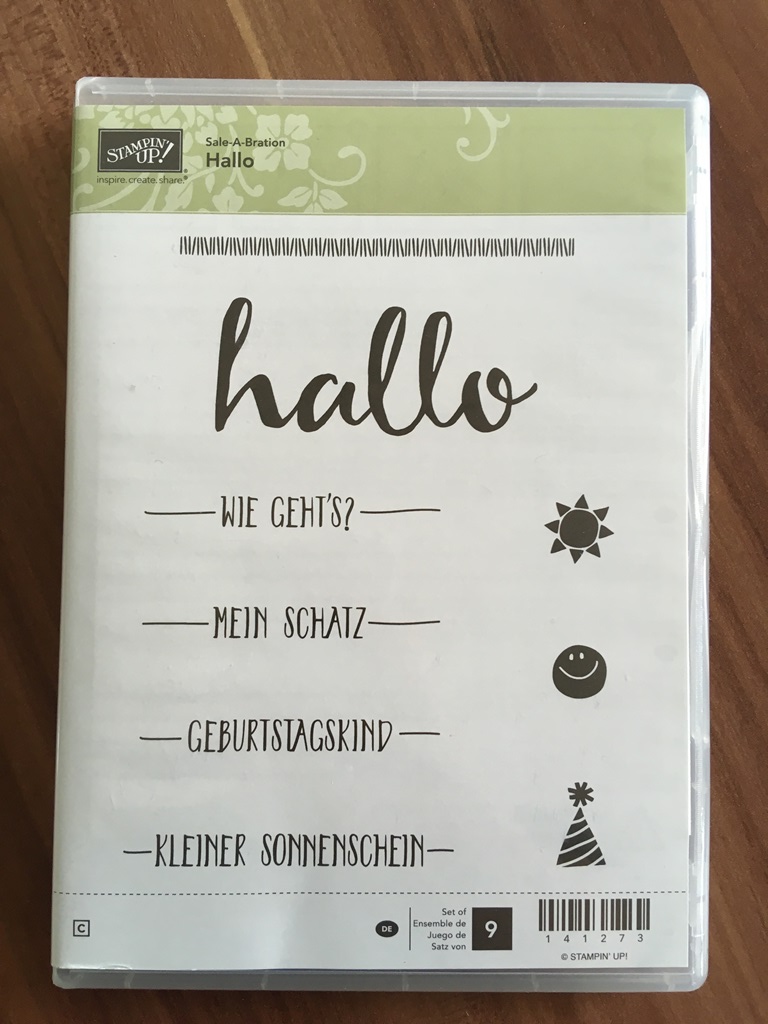 STAMPIN' UP!
inspire. create. share.
Sale-A-Bration
Hallo
hallo
WIE GEHT'S?
MEIN SCHATZ
GEBURTSTAGSKIND
KLEINER SONNENSCHEIN
C
DE
Set of
Ensemble de
Juego de
Satz von
9
141273
© STAMPIN' UP!